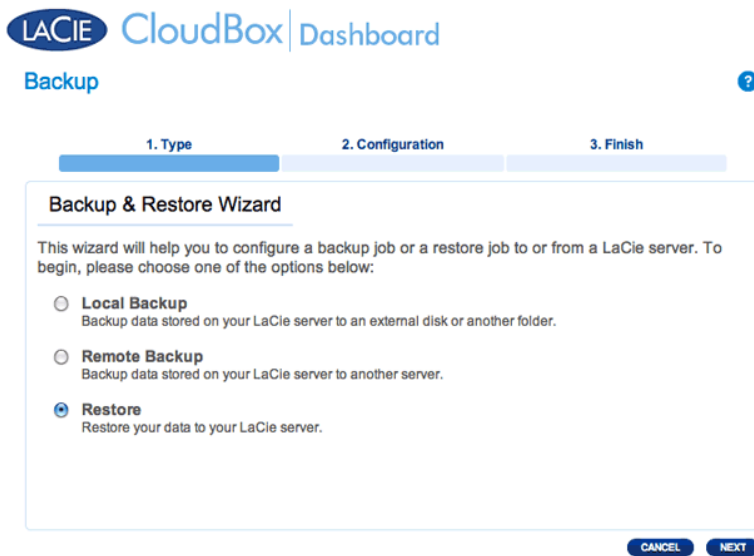 LACIE CloudBox Dashboard
Backup
?
1. Type 2. Configuration 3. Finish
Backup & Restore Wizard
This wizard will help you to configure a backup job or a restore job to or from a LaCie server. To
begin, please choose one of the options below:
Local Backup
Backup data stored on your LaCie server to an external disk or another folder.
Remote Backup
Backup data stored on your LaCie server to another server.
Restore
Restore your data to your LaCie server.
CANCEL NEXT